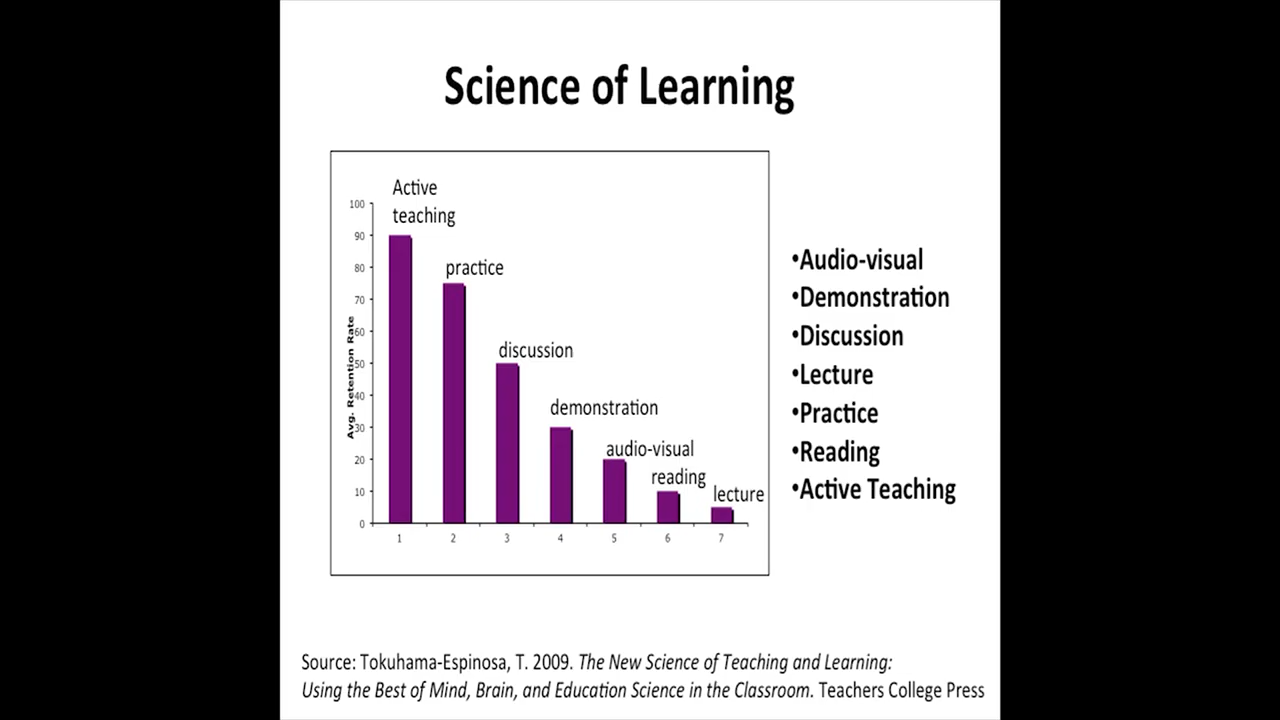 Science of Learning
Active
teaching
practice
discussion
demonstration
audio-visual
reading
lecture
Avg. Retention Rate
100
90
80
70
60
50
40
30
20
10
0
1 2 3 4 5 6 7
•Audio-visual
•Demonstration
•Discussion
•Lecture
•Practice
•Reading
•Active Teaching
Source: Tokuhama-Espinosa, T. 2009. The New Science of Teaching and Learning:
Using the Best of Mind, Brain, and Education Science in the Classroom. Teachers College Press